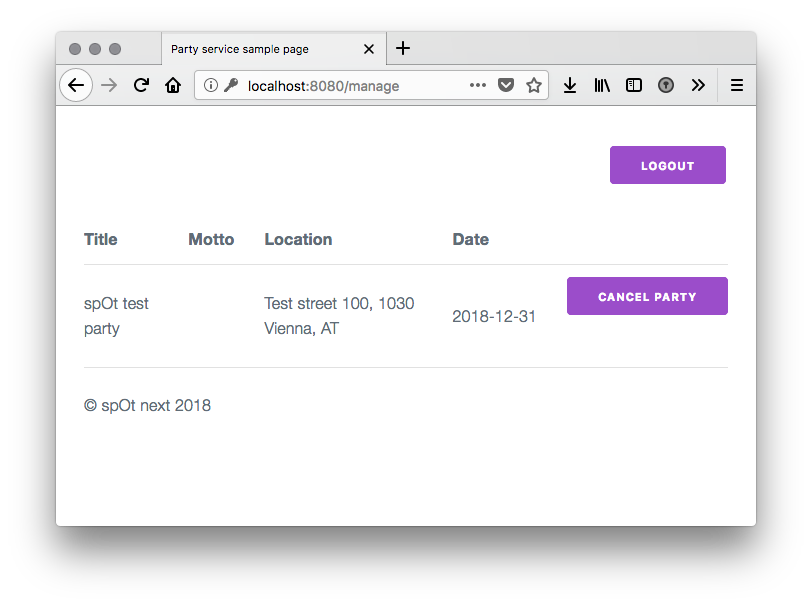 Party service sample page
localhost:8080/manage
LOGOUT
Title Motto Location Date
spOt test
party
Test street 100, 1030
Vienna, AT
2018-12-31
CANCEL PARTY
© spOt next 2018